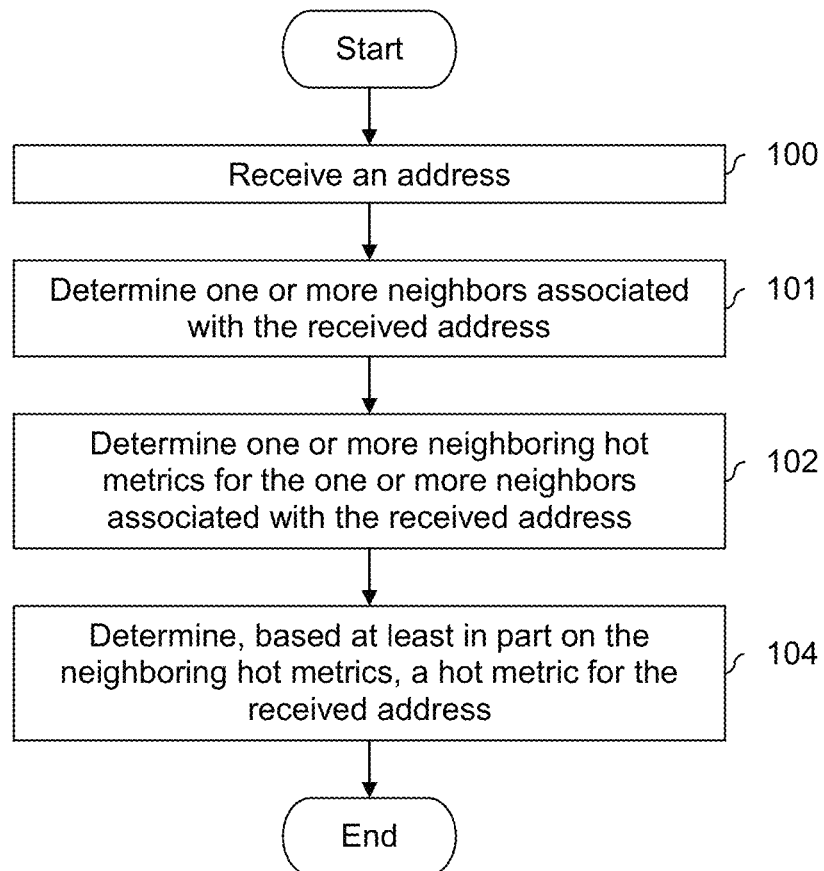 Start
Receive an address
100
Determine one or more neighbors associated
with the received address
101
Determine one or more neighboring hot
metrics for the one or more neighbors
associated with the received address
102
Determine, based at least in part on the
neighboring hot metrics, a hot metric for the
received address
104
End